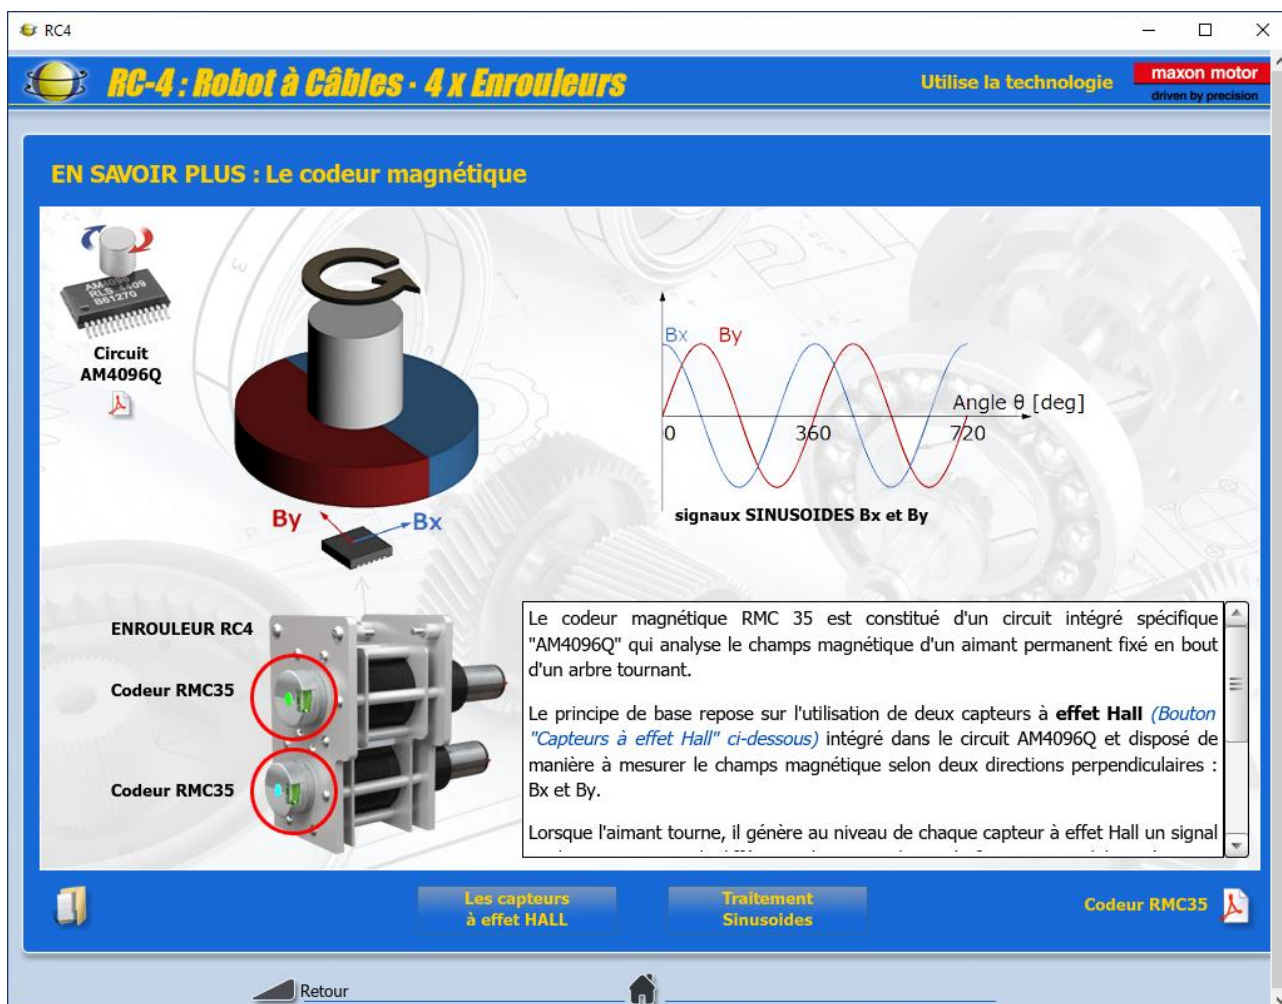 RC4
RC-4 : Robot à Câbles - 4 x Enrouleurs
Utilise la technologie
maxon motor
driven by precision
EN SAVOIR PLUS : Le codeur magnétique
AM4096
RLS 4409
B61270
Circuit
AM4096Q
Bx
By
Angle θ [deg]
0
360
720
signaux SINUSOIDES Bx et By
By
Bx
ENROULEUR RC4
Codeur RMC35
Codeur RMC35
Le codeur magnétique RMC 35 est constitué d'un circuit intégré spécifique
"AM4096Q" qui analyse le champs magnétique d'un aimant permanent fixé en bout
d'un arbre tournant.
Le principe de base repose sur l'utilisation de deux capteurs à effet Hall (Bouton
"Capteurs à effet Hall" ci-dessous) intégré dans le circuit AM4096Q et disposé de
manière à mesurer le champs magnétique selon deux directions perpendiculaires :
Bx et By.
Lorsque l'aimant tourne, il génère au niveau de chaque capteur à effet Hall un signal
Les capteurs
à effet HALL
Traitement
Sinusoides
Codeur RMC35
Retour